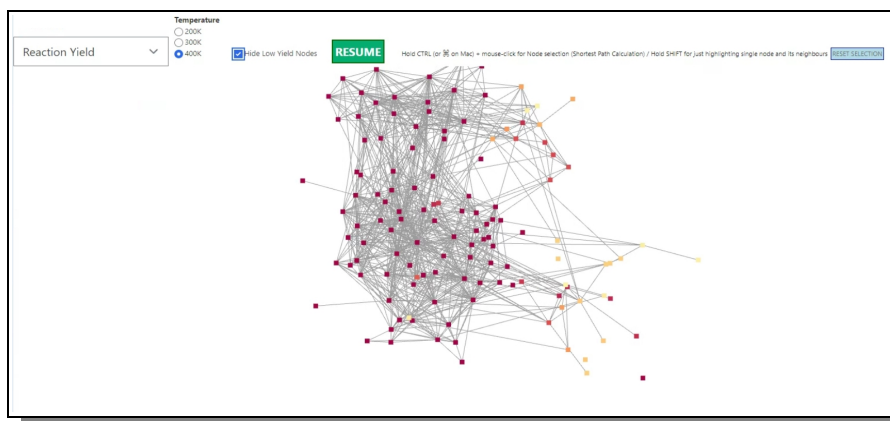 Temperature
200K
300K
400K
Reaction Yield
Hide Low Yield Nodes
RESUME
Hold CTRL (or ⌘ on Mac) + mouse-click for Node selection (Shortest Path Calculation) / Hold SHIFT for just highlighting single node and its neighbours
RESET SELECTION